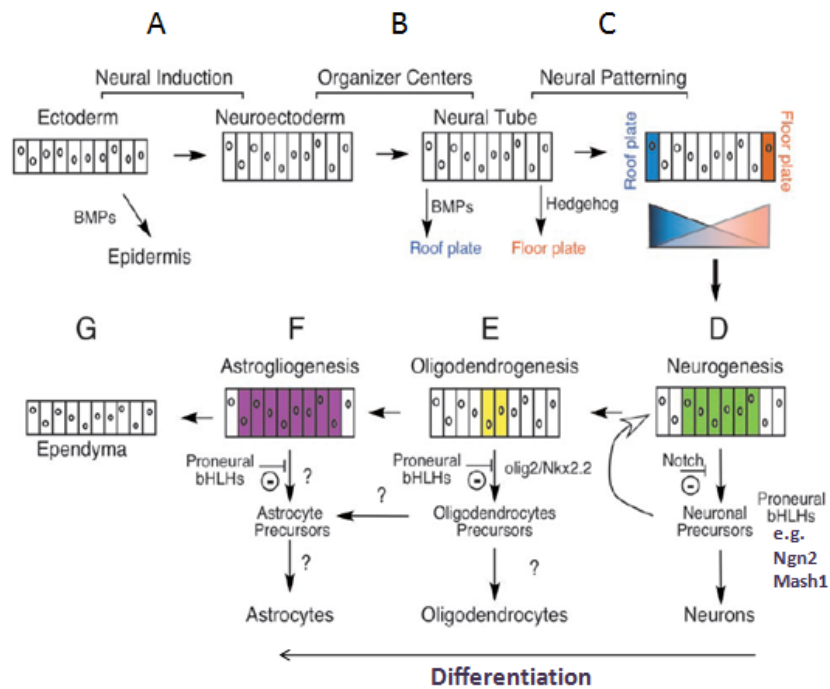 A
B
C
Neural Induction
Organizer Centers
Neural Patterning
Ectoderm
Neuroectoderm
Neural Tube
Roof plate
Floor plate
BMPs
Epidermis
BMPs
Hedgehog
Roof plate
Floor plate
G
F
E
D
Astrogliogenesis
Oligodendrogenesis
Neurogenesis
Ependyma
Proneural
bHLHs
-
?
Proneural
bHLHs
-
olig2/Nkx2.2
Notch
-
?
Astrocyte
Precursors
Oligodendrocytes
Precursors
Neuronal
Precursors
Proneural
bHLHs
e.g.
Ngn2
Mash1
?
?
Astrocytes
Oligodendrocytes
Neurons
Differentiation